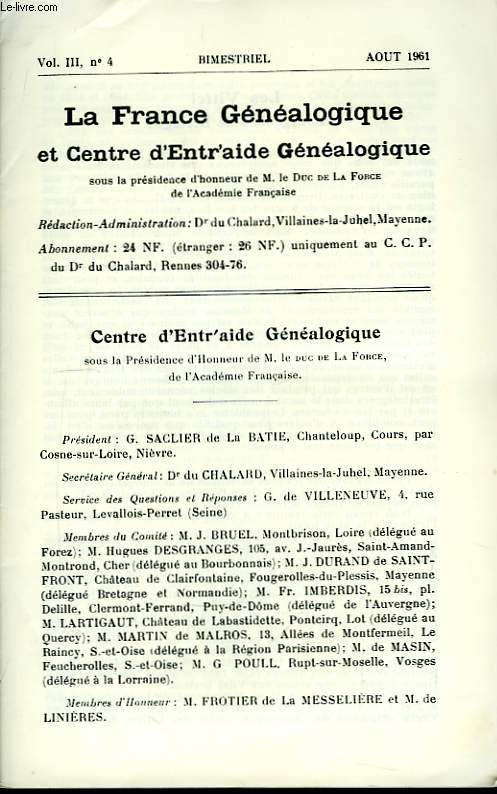 Le-livre.com
Vol. III, n° 4 BIMESTRIEL AOUT 1961
La France Généalogique
et Centre d'Entr'aide Généalogique
sous la présidence d'honneur de M. le DUC DE LA FORCE
de l'Académie Française
Rédaction-Administration: Dr du Chalard, Villaines-la-Juhel, Mayenne.
Abonnement : 24 NF. (étranger : 26 NF.) uniquement au C. C. P.
du Dr du Chalard, Rennes 304-76.
Centre d'Entr'aide Généalogique
sous la Présidence d'Honneur de M. le DUC DE LA FORCE,
de l'Académie Française.
Président : G. SACLIER de La BATIE, Chanteloup, Cours, par
Cosne-sur-Loire, Nièvre.
Secrétaire Général: Dr du CHALARD, Villaines-la-Juhel, Mayenne.
Service des Questions et Réponses : G. de VILLENEUVE, 4, rue
Pasteur, Levallois-Perret (Seine)
Membres du Comité : M. J. BRUEL, Montbrison, Loire (délégué au
Forez); M. Hugues DESGRANGES, 105, av. J.-Jaurès, Saint-Amand-
Montrond, Cher (délégué au Bourbonnais); M. J. DURAND de SAINT-
FRONT, Château de Clairfontaine, Fougerolles-du-Plessis, Mayenne
(délégué Bretagne et Normandie); M. Fr. IMBERDIS, 15 bis, pl.
Delille, Clermont-Ferrand, Puy-de-Dôme (délégué de l'Auvergne);
M. LARTIGAUT, Château de Labastidette, Pontcirq, Lot (délégué au
Quercy); M. MARTIN de MALROS, 13, Allées de Montfermeil, Le
Raincy, S.-et-Oise (délégué à la Région Parisienne); M. de MASIN,
Feucherolles, S.-et-Oise; M. G POULL, Rupt-sur-Moselle, Vosges
(délégué à la Lorraine).
Membres d'Honneur : M. FROTIER de La MESSELIÈRE et M. de
LINIÈRES.